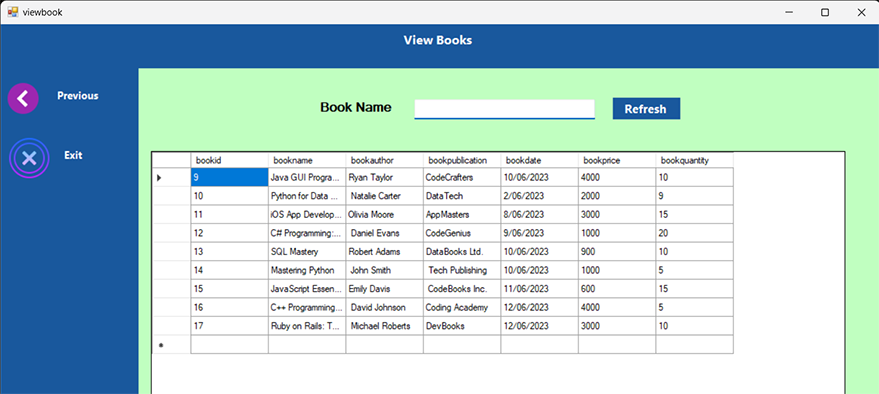 viewbook
View Books
Previous
Book Name Refresh
Exit
bookid bookname bookauthor bookpublication bookdate bookprice bookquantity
9 Java GUI Progra... Ryan Taylor CodeCrafters 10/06/2023 4000 10
10 Python for Data ... Natalie Carter DataTech 2/06/2023 2000 9
11 iOS App Develop... Olivia Moore AppMasters 8/06/2023 3000 15
12 C# Programming:... Daniel Evans CodeGenius 9/06/2023 1000 20
13 SQL Mastery Robert Adams DataBooks Ltd. 10/06/2023 900 10
14 Mastering Python John Smith Tech Publishing 10/06/2023 1000 5
15 JavaScript Essen... Emily Davis CodeBooks Inc. 11/06/2023 600 15
16 C++ Programming... David Johnson Coding Academy 12/06/2023 4000 5
17 Ruby on Rails: T... Michael Roberts DevBooks 12/06/2023 3000 10